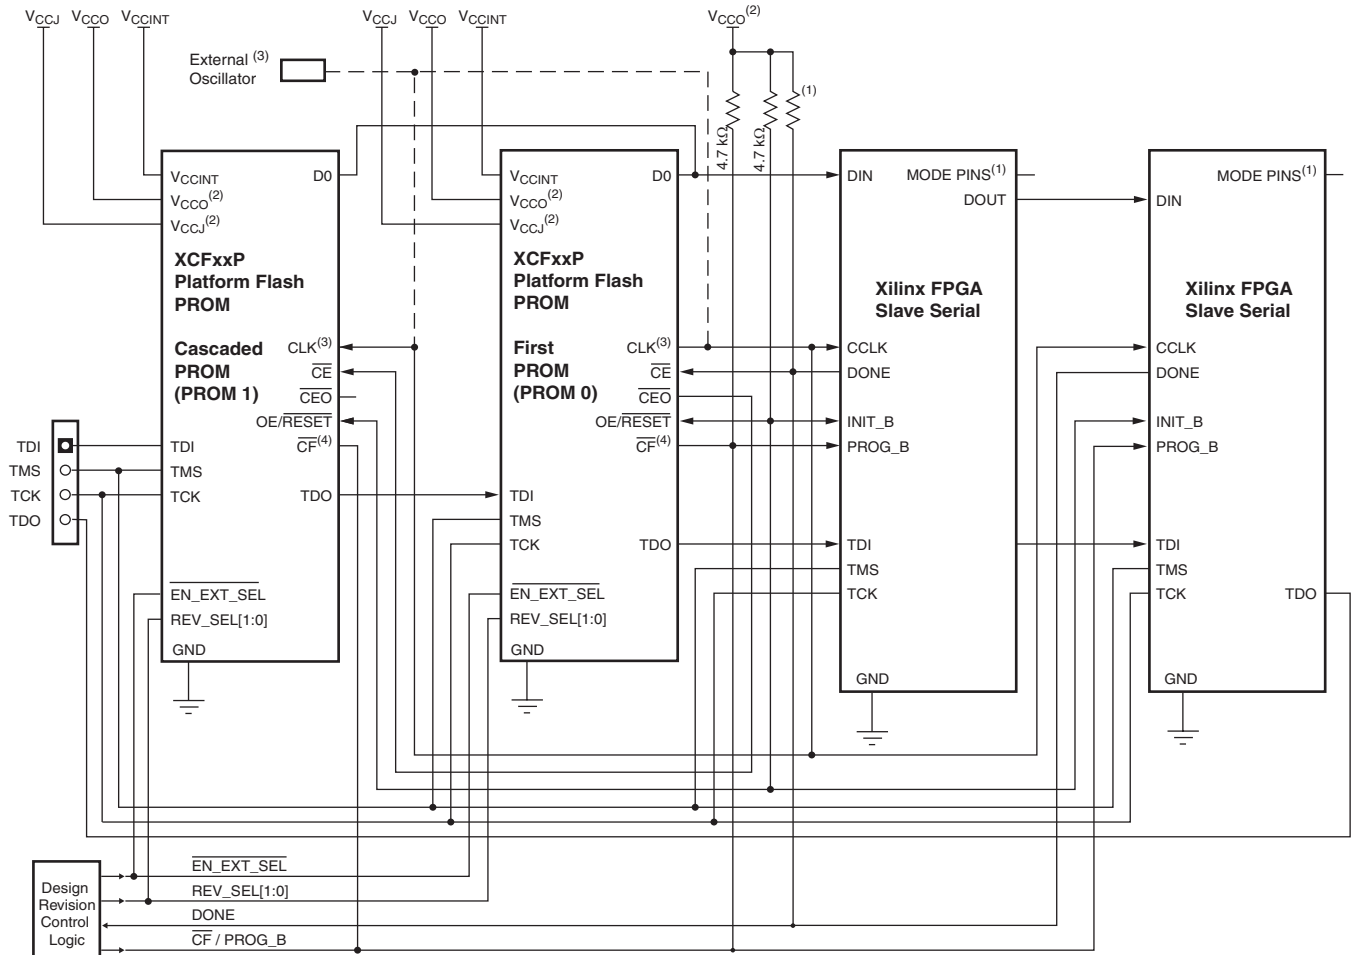 VCCJ VCCO VCCINT
VCCJ VCCO VCCINT
VCCO(2)
External (3)
Oscillator
(1)
4.7 kΩ
4.7 kΩ
VCCINT
VCCO(2)
VCCJ(2)
D0
XCFxxP
Platform Flash
PROM
Cascaded
PROM
(PROM 1)
CLK(3)
CE
CEO
OE/RESET
CF(4)
TDI
TMS
TCK
TDO
EN_EXT_SEL
REV_SEL[1:0]
GND
VCCINT
VCCO(2)
VCCJ(2)
D0
XCFxxP
Platform Flash
PROM
First
PROM
(PROM 0)
CLK(3)
CE
CEO
OE/RESET
CF(4)
TDI
TMS
TCK
TDO
EN_EXT_SEL
REV_SEL[1:0]
GND
DIN
MODE PINS(1)
DOUT
Xilinx FPGA
Slave Serial
CCLK
DONE
INIT_B
PROG_B
TDI
TMS
TCK
GND
MODE PINS(1)
DIN
Xilinx FPGA
Slave Serial
CCLK
DONE
INIT_B
PROG_B
TDI
TMS
TCK
TDO
GND
TDI
TMS
TCK
TDO
Design
Revision
Control
Logic
EN_EXT_SEL
REV_SEL[1:0]
DONE
CF / PROG_B